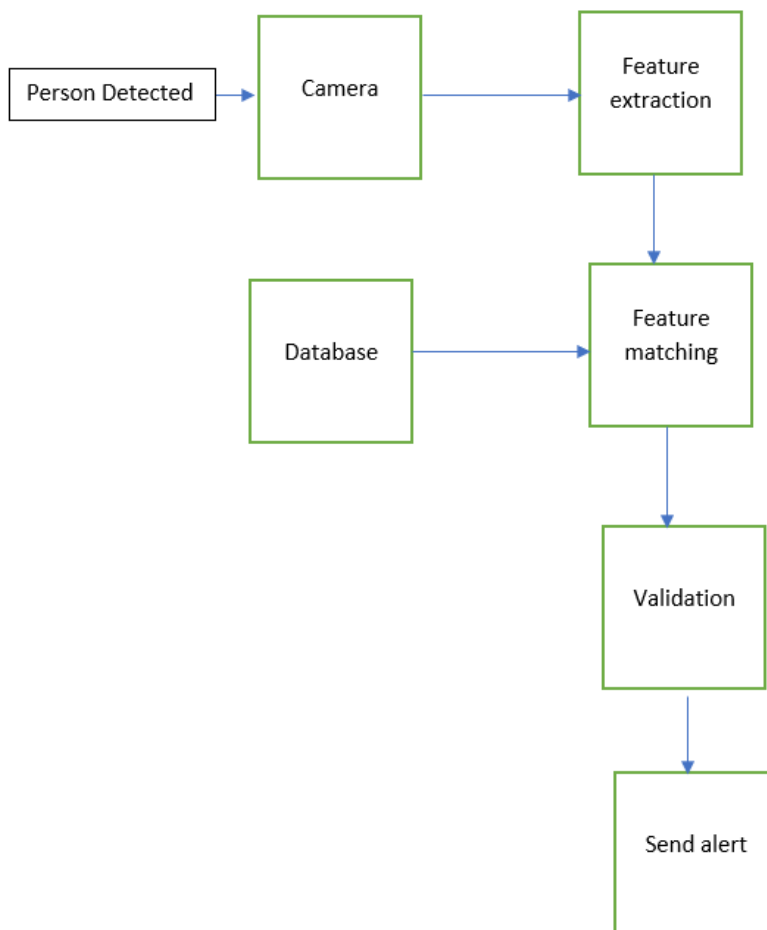 Person Detected
Camera
Feature
extraction
Database
Feature
matching
Validation
Send alert